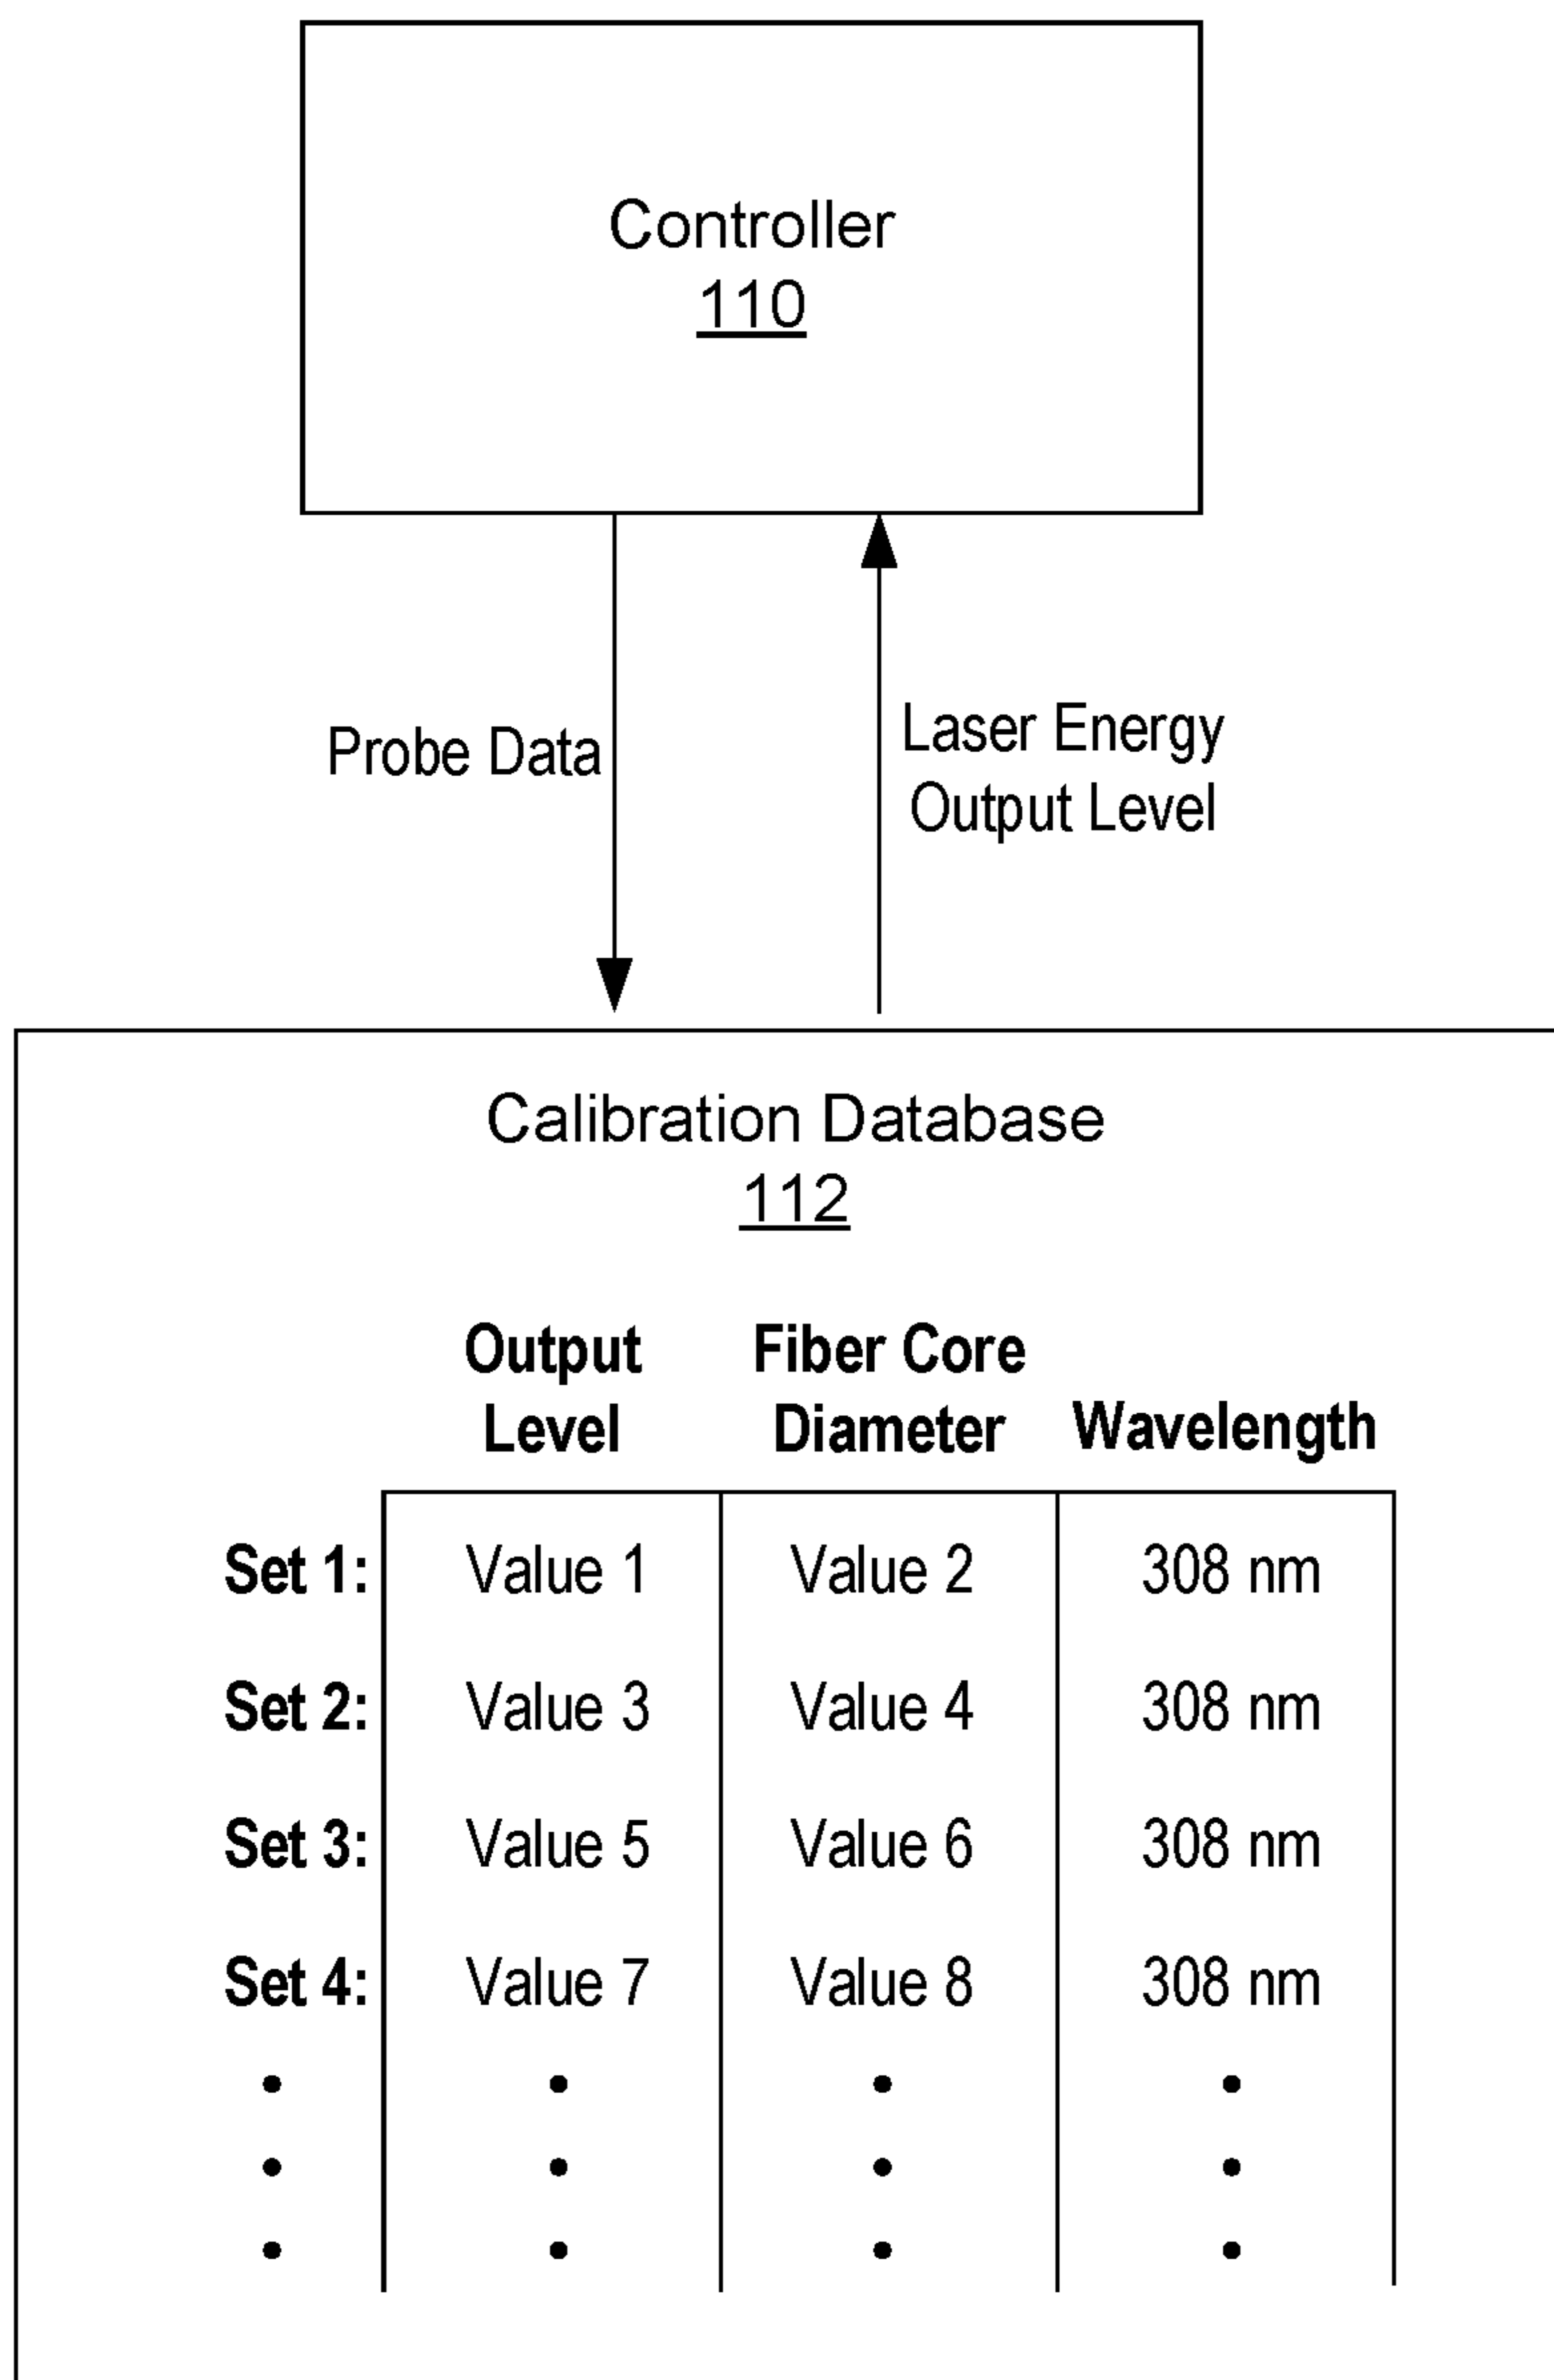 Controller
110
Probe Data
Laser Energy
Output Level
Calibration Database
112
Output
Level
Fiber Core
Diameter
Wavelength
Set 1: Value 1 Value 2 308 nm
Set 2: Value 3 Value 4 308 nm
Set 3: Value 5 Value 6 308 nm
Set 4: Value 7 Value 8 308 nm